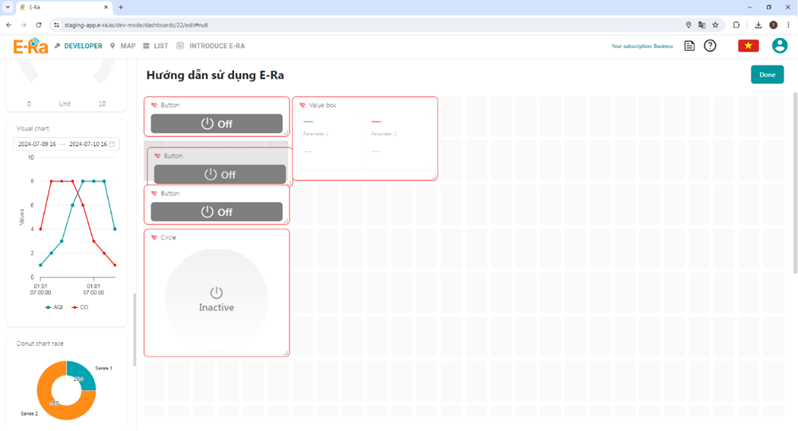 E-RA
staging-app.e-ra.io/dev-mode/dashboards/22/edit#null
E-Ra
DEVELOPER
MAP
LIST
INTRODUCE E-RA
Your subscription: Business
0 Unit 10
Visual chart
2024-07-09 16 — 2024-07-10 16
10
8
6
4
2
0
Values
01.01 01.01
07:00:00 07:00:00
AQI CO
Donut chart race
Series 1
Series 2
Hướng dẫn sử dụng E-Ra
Done
Button
Off
Button
Off
Button
Off
Circle
Inactive
Value box
Parameter 1 Parameter 2
-- --